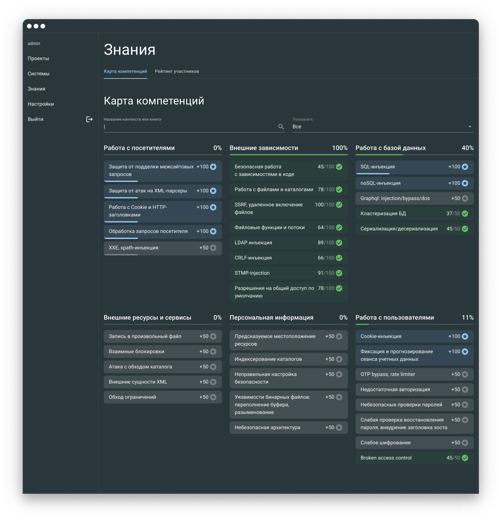 admin
Проекты
Системы
Знания
Настройки
Выйти
Знания
Карта компетенций
Рейтинг участников
Карта компетенций
Название контекста или книги
Показывать
Все
Работа с посетителями 0%
Защита от подделки межсайтовых +100
запросов
Защита от атак на XML-парсеры +100
Работа с Cookie и HTTP- +100
заголовками
Обработка запросов посетителя +100
XXE, xpath-инъекция +50
Внешние зависимости 100%
Безопасная работа 45/100
с зависимостями в коде
Работа с файлами и каталогами 78/100
SSRF, удаленное включение 100/100
файлов
Файловые функции и потоки 64/100
LDAP-инъекция 89/100
CRLF-инъекция 66/100
STMP-injection 91/100
Разрешения на общий доступ по 78/100
умолчанию
Работа с базой данных 40%
SQL-инъекция +100
noSQL-инъекция +100
Graphql: injection/bypass/dos +50
Кластеризация БД 37/50
Сериализация/десериализация 45/50
Внешние ресурсы и сервисы 0%
Запись в произвольный файл +50
Взаимные блокировки +50
Атака с обходом каталога +50
Внешние сущности XML +50
Обход ограничений +50
Персональная информация 0%
Предсказуемое местоположение +50
ресурсов
Индексирование каталогов +50
Неправильная настройка +50
безопасности
Уязвимости бинарных файлов: +50
переполнение буфера,
разыменование
Небезопасная архитектура +50
Работа с пользователями 11%
Cookie-инъекция +100
Фиксация и прогнозирование +100
сеанса учетных данных
OTP bypass, rate limiter +50
Недостаточная авторизация +50
Небезопасные проверки паролей +50
Слабая проверка восстановления +50
пароля, внедрение заголовка хоста
Слабое шифрование +50
Broken access control 45/50